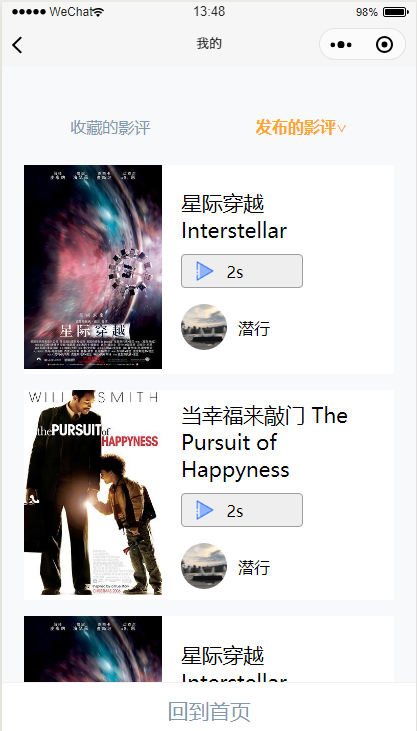 WeChat 13:48 98%
我的
收藏的影评 发布的影评
星际穿越
Interstellar
2s
潜行
星际穿越
WILL SMITH
the PURSUIT of
HAPPYNESS
CHRISTMAS 2006
当幸福来敲门 The
Pursuit of
Happyness
2s
潜行
星际穿越
Interstellar
回到首页